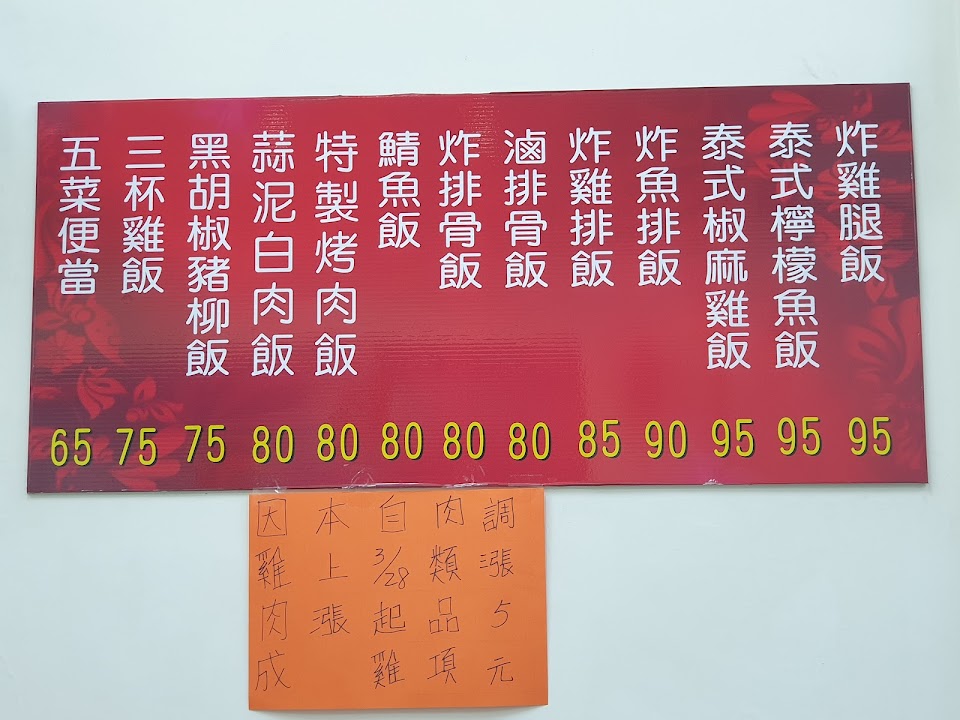 五菜便當 65
三杯雞飯 75
黑胡椒豬柳飯 75
蒜泥白肉飯 80
特製烤肉飯 80
鯖魚飯 80
炸排骨飯 80
滷排骨飯 80
炸雞排飯 85
炸魚排飯 90
泰式椒麻雞飯 95
泰式檸檬魚飯 95
炸雞腿飯 95
因雞肉成
本上漲
自3/28起雞
肉類品項
調漲5元